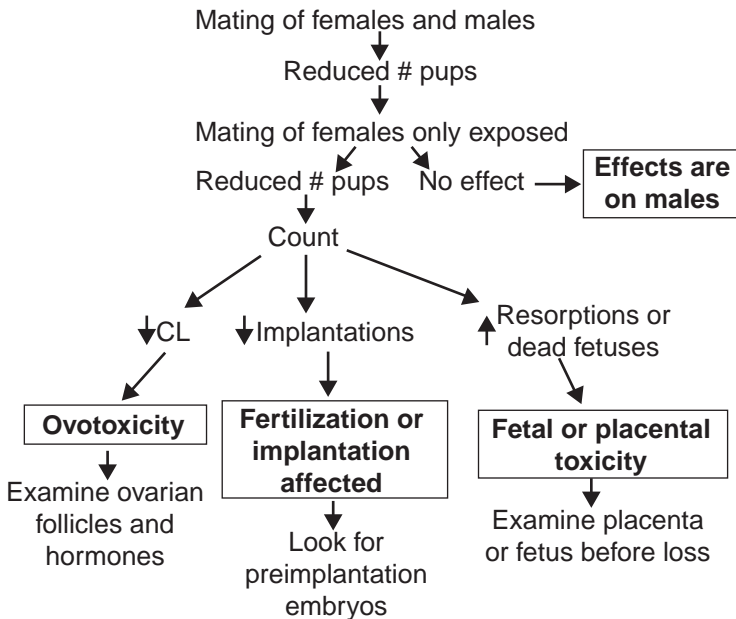 Mating of females and males
Reduced # pups
Mating of females only exposed
Reduced # pups
No effect
Effects are
on males
Count
CL
Implantations
Resorptions or
dead fetuses
Ovotoxicity
Fertilization or
implantation
affected
Fetal or placental
toxicity
Examine ovarian
follicles and
hormones
Look for
preimplantation
embryos
Examine placenta
or fetus before loss